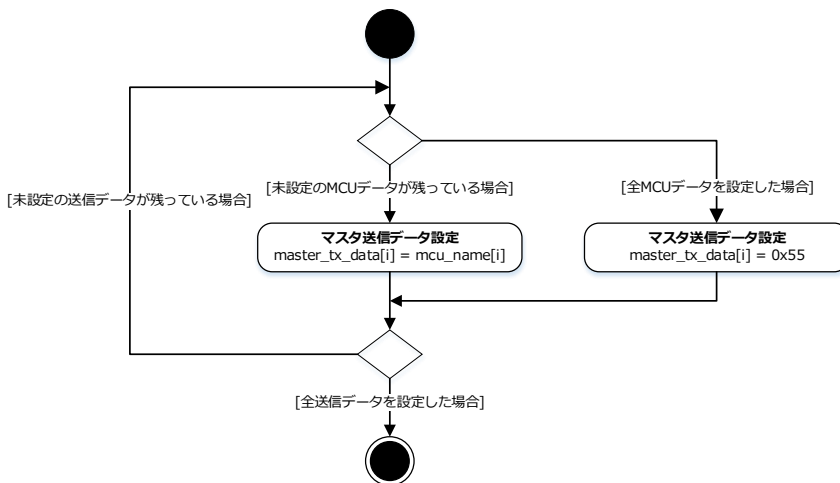 [未設定の送信データが残っている場合]
[未設定のMCUデータが残っている場合]
[全MCUデータを設定した場合]
マスタ送信データ設定
master_tx_data[i] = mcu_name[i]
マスタ送信データ設定
master_tx_data[i] = 0x55
[全送信データを設定した場合]